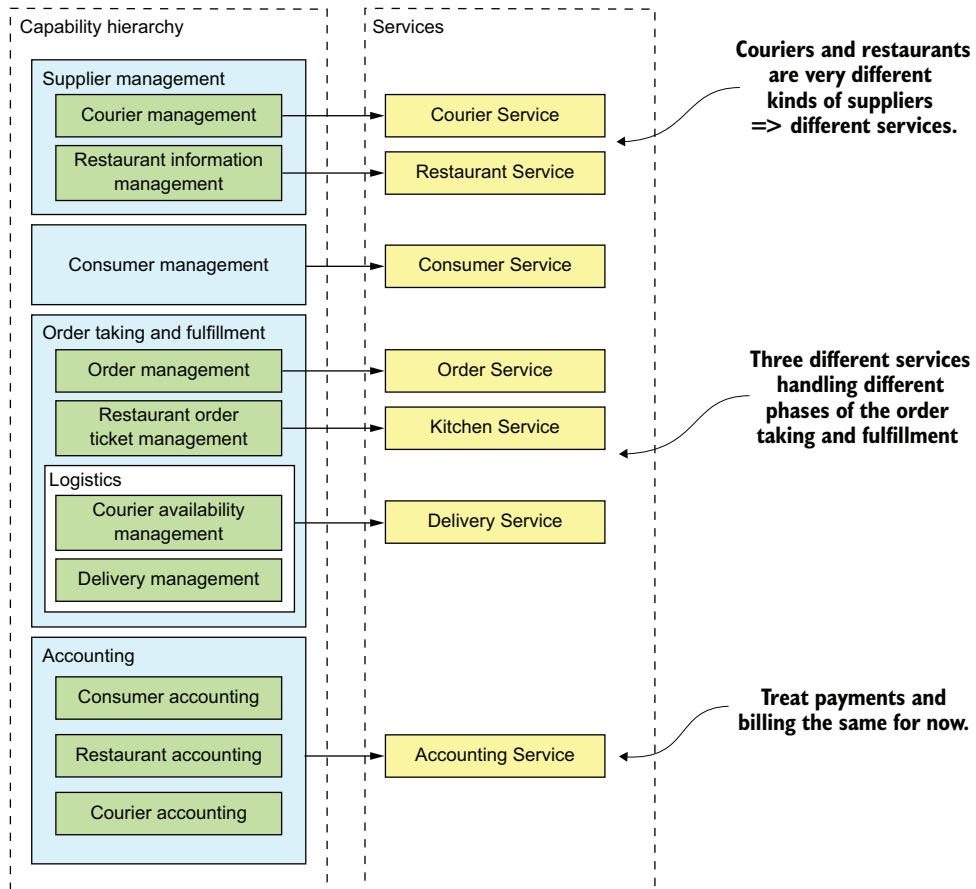 Capability hierarchy
Services
Supplier management
Courier management
Courier Service
Restaurant information
management
Restaurant Service
Couriers and restaurants
are very different
kinds of suppliers
=> different services.
Consumer management
Consumer Service
Order taking and fulfillment
Order management
Order Service
Restaurant order
ticket management
Kitchen Service
Logistics
Courier availability
management
Delivery management
Delivery Service
Three different services
handling different
phases of the order
taking and fulfillment
Accounting
Consumer accounting
Restaurant accounting
Courier accounting
Accounting Service
Treat payments and
billing the same for now.